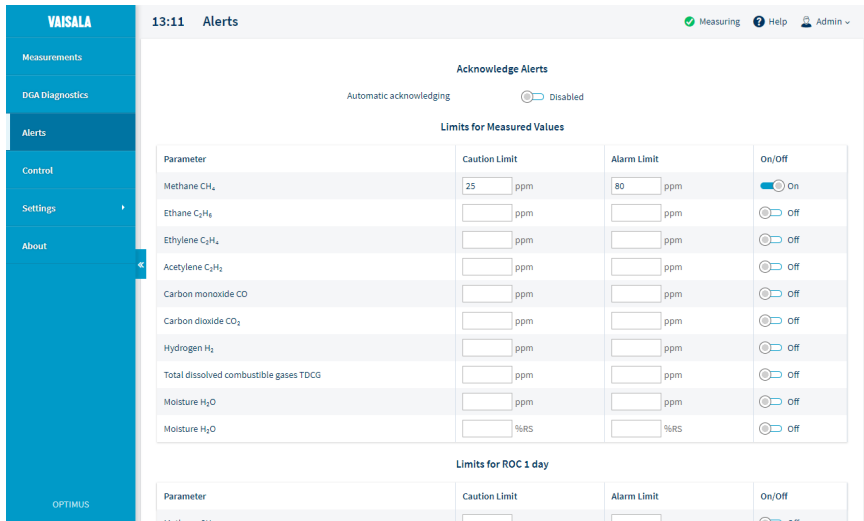 VAISALA
13:11 Alerts
Measuring
Help
Admin
Measurements
DGA Diagnostics
Alerts
Control
Settings
About
OPTIMUS
Acknowledge Alerts
Automatic acknowledging Disabled
Limits for Measured Values
Parameter Caution Limit Alarm Limit On/Off
Methane CH₄ 25 ppm 80 ppm On
Ethane C₂H₆ ppm ppm Off
Ethylene C₂H₄ ppm ppm Off
Acetylene C₂H₂ ppm ppm Off
Carbon monoxide CO ppm ppm Off
Carbon dioxide CO₂ ppm ppm Off
Hydrogen H₂ ppm ppm Off
Total dissolved combustible gases TDCG ppm ppm Off
Moisture H₂O ppm ppm Off
Moisture H₂O %RS %RS Off
Limits for ROC 1 day
Parameter Caution Limit Alarm Limit On/Off